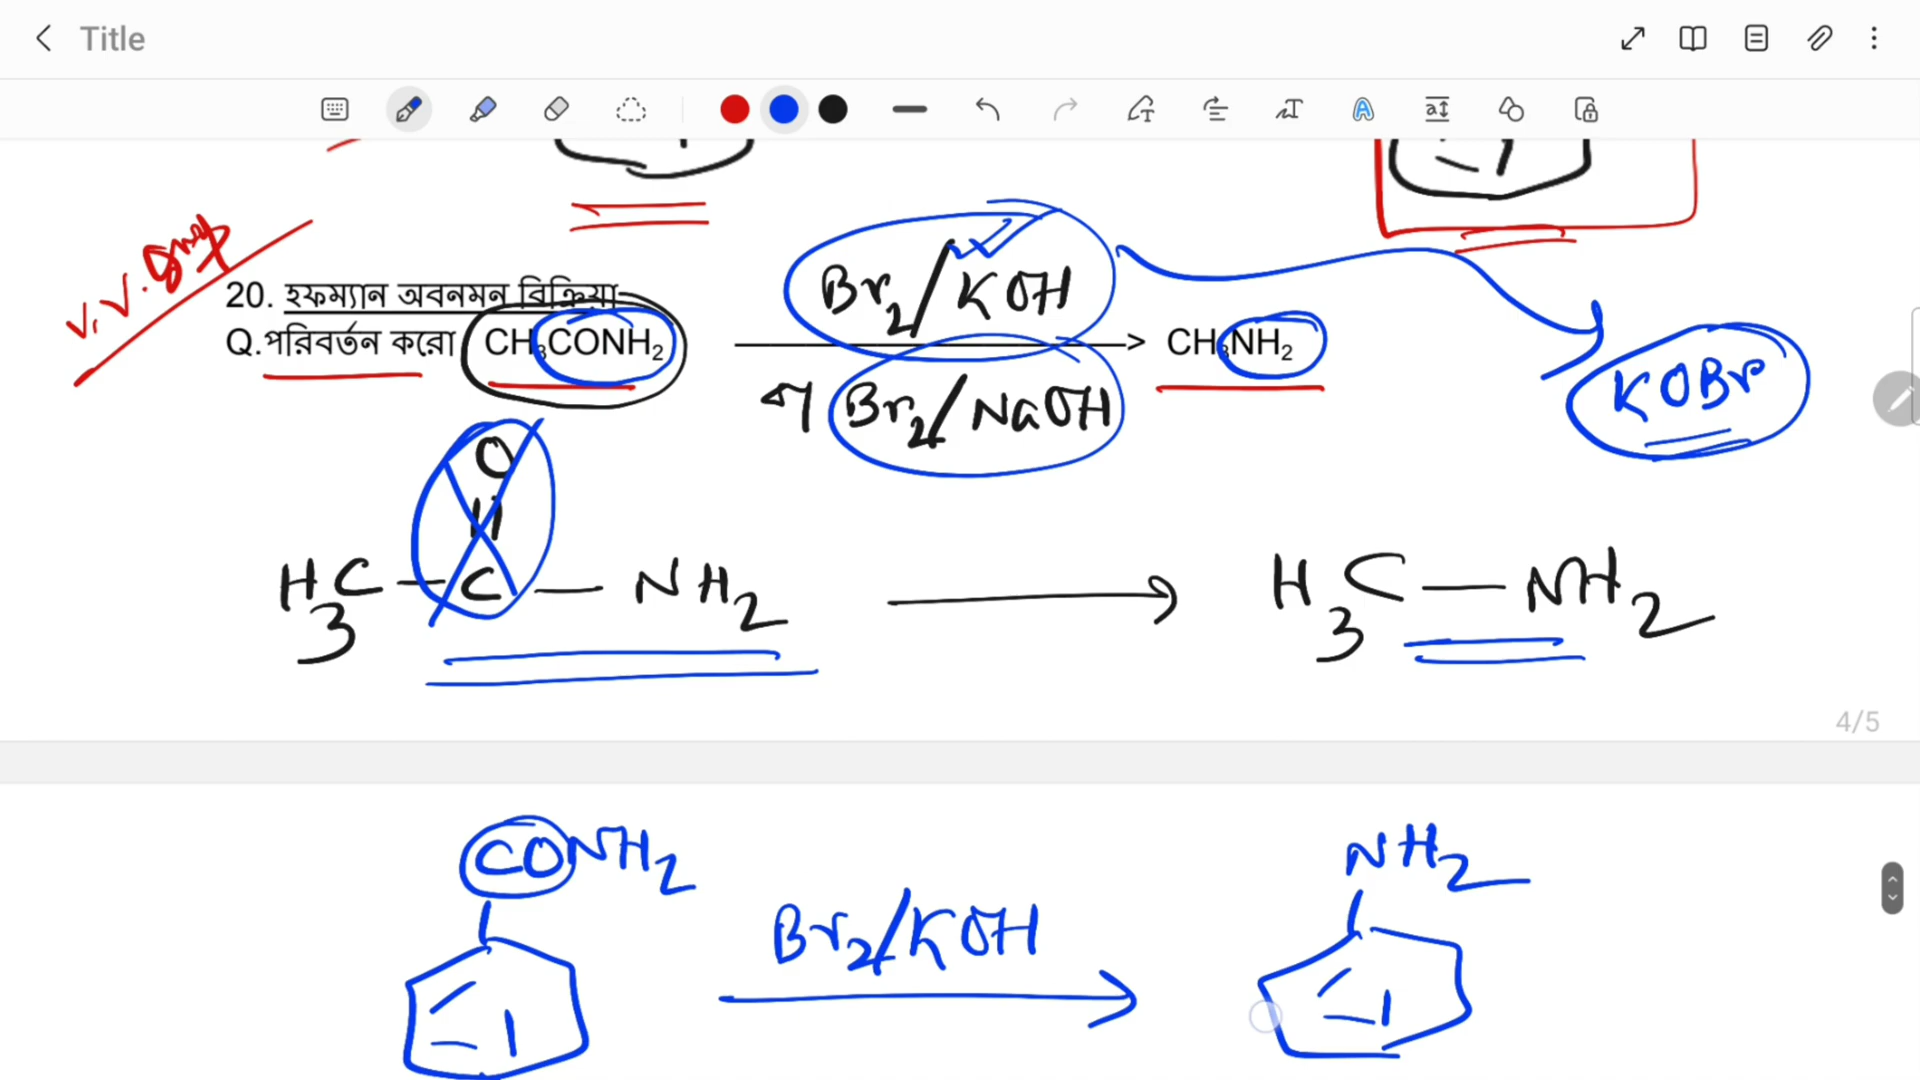 Title
V.V.Imp
Br2/KOH
20. হফম্যান অবনমন বিক্রিয়া
Q.পরিবর্তন করো CH3CONH2 ———> CH3NH2
KOBr
বা Br2/NaOH
O
||
H3C — C — NH2 ⟶ H3C — NH2
4/5
CONH2
NH2
Br2/KOH